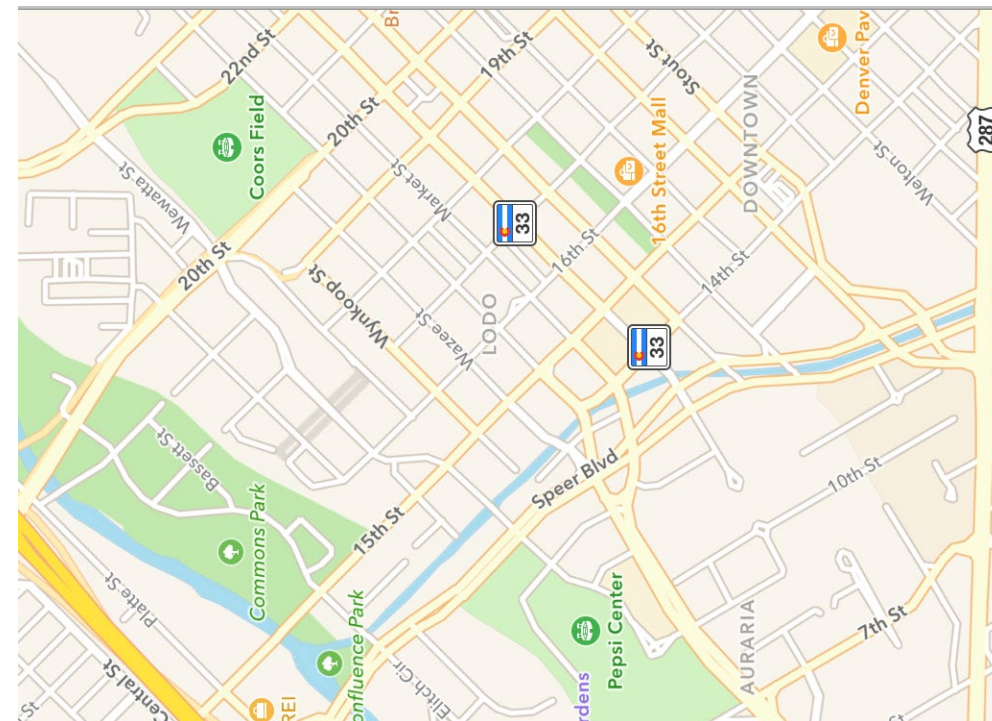 Br
22nd St
19th St
Stout St
Denver Pav
287
Coors Field
20th St
DOWNTOWN
16th Street Mall
Welton St
Wewatta St
Market St
33
16th St
14th St
20th St
Wynkoop St
LODO
Wazee St
33
Bassett St
Speer Blvd
10th St
15th St
Commons Park
Platte St
Pepsi Center
7th St
AURARIA
Central St
REI
onfluence Park
Elitch Cir
rdens
St
St